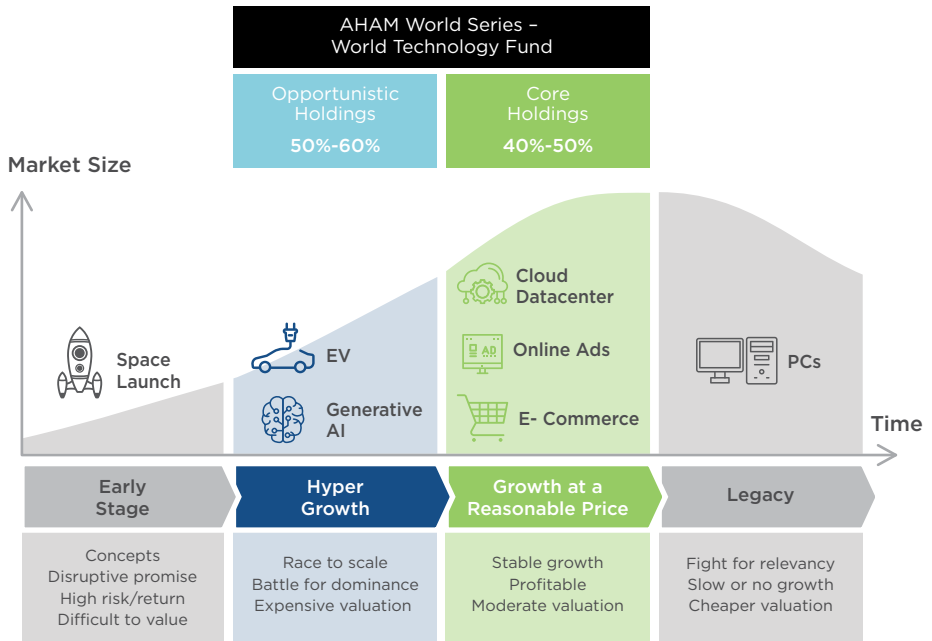 AHAM World Series –
World Technology Fund
Opportunistic
Holdings
50%-60%
Core
Holdings
40%-50%
Market Size
Space
Launch
EV
Generative
AI
Cloud
Datacenter
AD
Online Ads
E- Commerce
PCs
Time
Early
Stage
Hyper
Growth
Growth at a
Reasonable Price
Legacy
Concepts
Disruptive promise
High risk/return
Difficult to value
Race to scale
Battle for dominance
Expensive valuation
Stable growth
Profitable
Moderate valuation
Fight for relevancy
Slow or no growth
Cheaper valuation